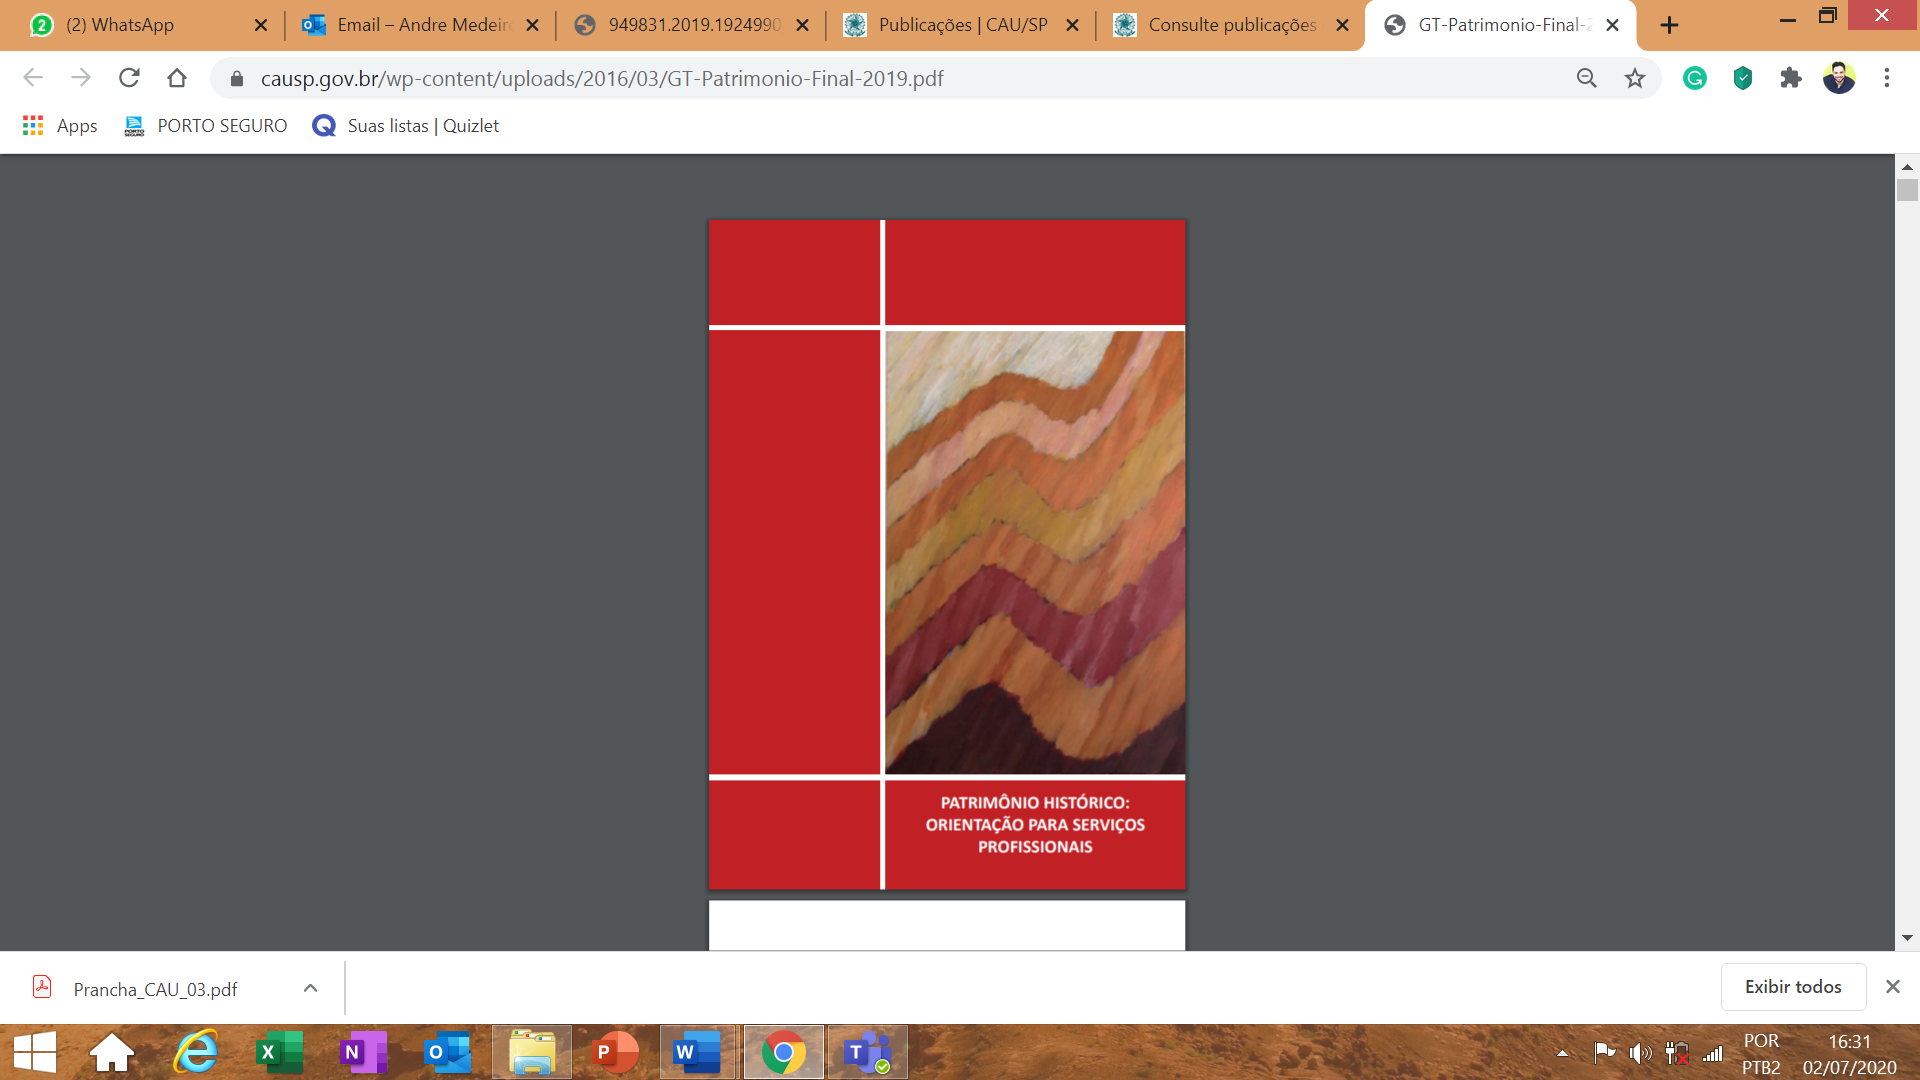 2
(2) WhatsApp
Email – Andre Medeir
949831.2019.1924990
Publicações | CAU/SP
Consulte publicações
GT-Patrimonio-Final-2
causp.gov.br/wp-content/uploads/2016/03/GT-Patrimonio-Final-2019.pdf
Apps
PORTO SEGURO
Suas listas | Quizlet
PATRIMÔNIO HISTÓRICO:
ORIENTAÇÃO PARA SERVIÇOS
PROFISSIONAIS
Prancha_CAU_03.pdf
Exibir todos
POR
PTB2
16:31
02/07/2020